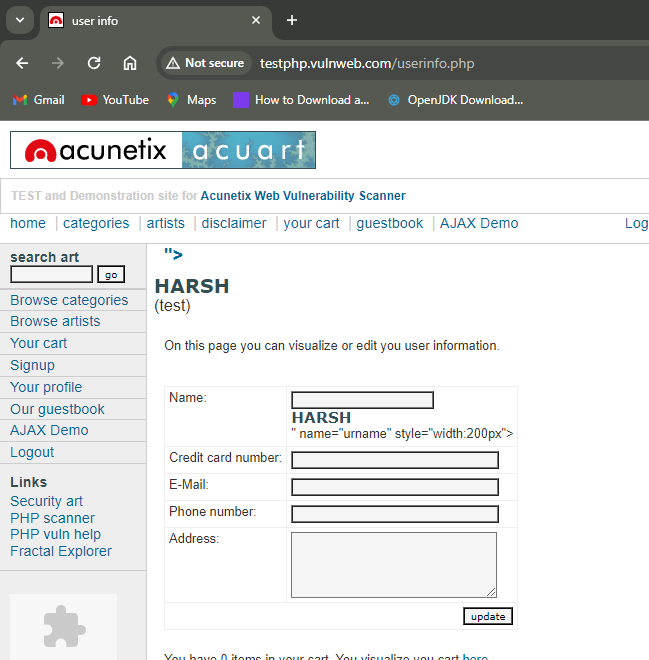 user info
Not secure
testphp.vulnweb.com/userinfo.php
Gmail
YouTube
Maps
How to Download a...
OpenJDK Download...
acunetix acuart
TEST and Demonstration site for Acunetix Web Vulnerability Scanner
home | categories | artists | disclaimer | your cart | guestbook | AJAX Demo
Log
search art
go
Browse categories
Browse artists
Your cart
Signup
Your profile
Our guestbook
AJAX Demo
Logout
Links
Security art
PHP scanner
PHP vuln help
Fractal Explorer
">
HARSH
(test)
On this page you can visualize or edit you user information.
Name:
HARSH
" name="urname" style="width:200px">
Credit card number:
E-Mail:
Phone number:
Address:
update
You have 0 items in your cart. You visualize you cart here